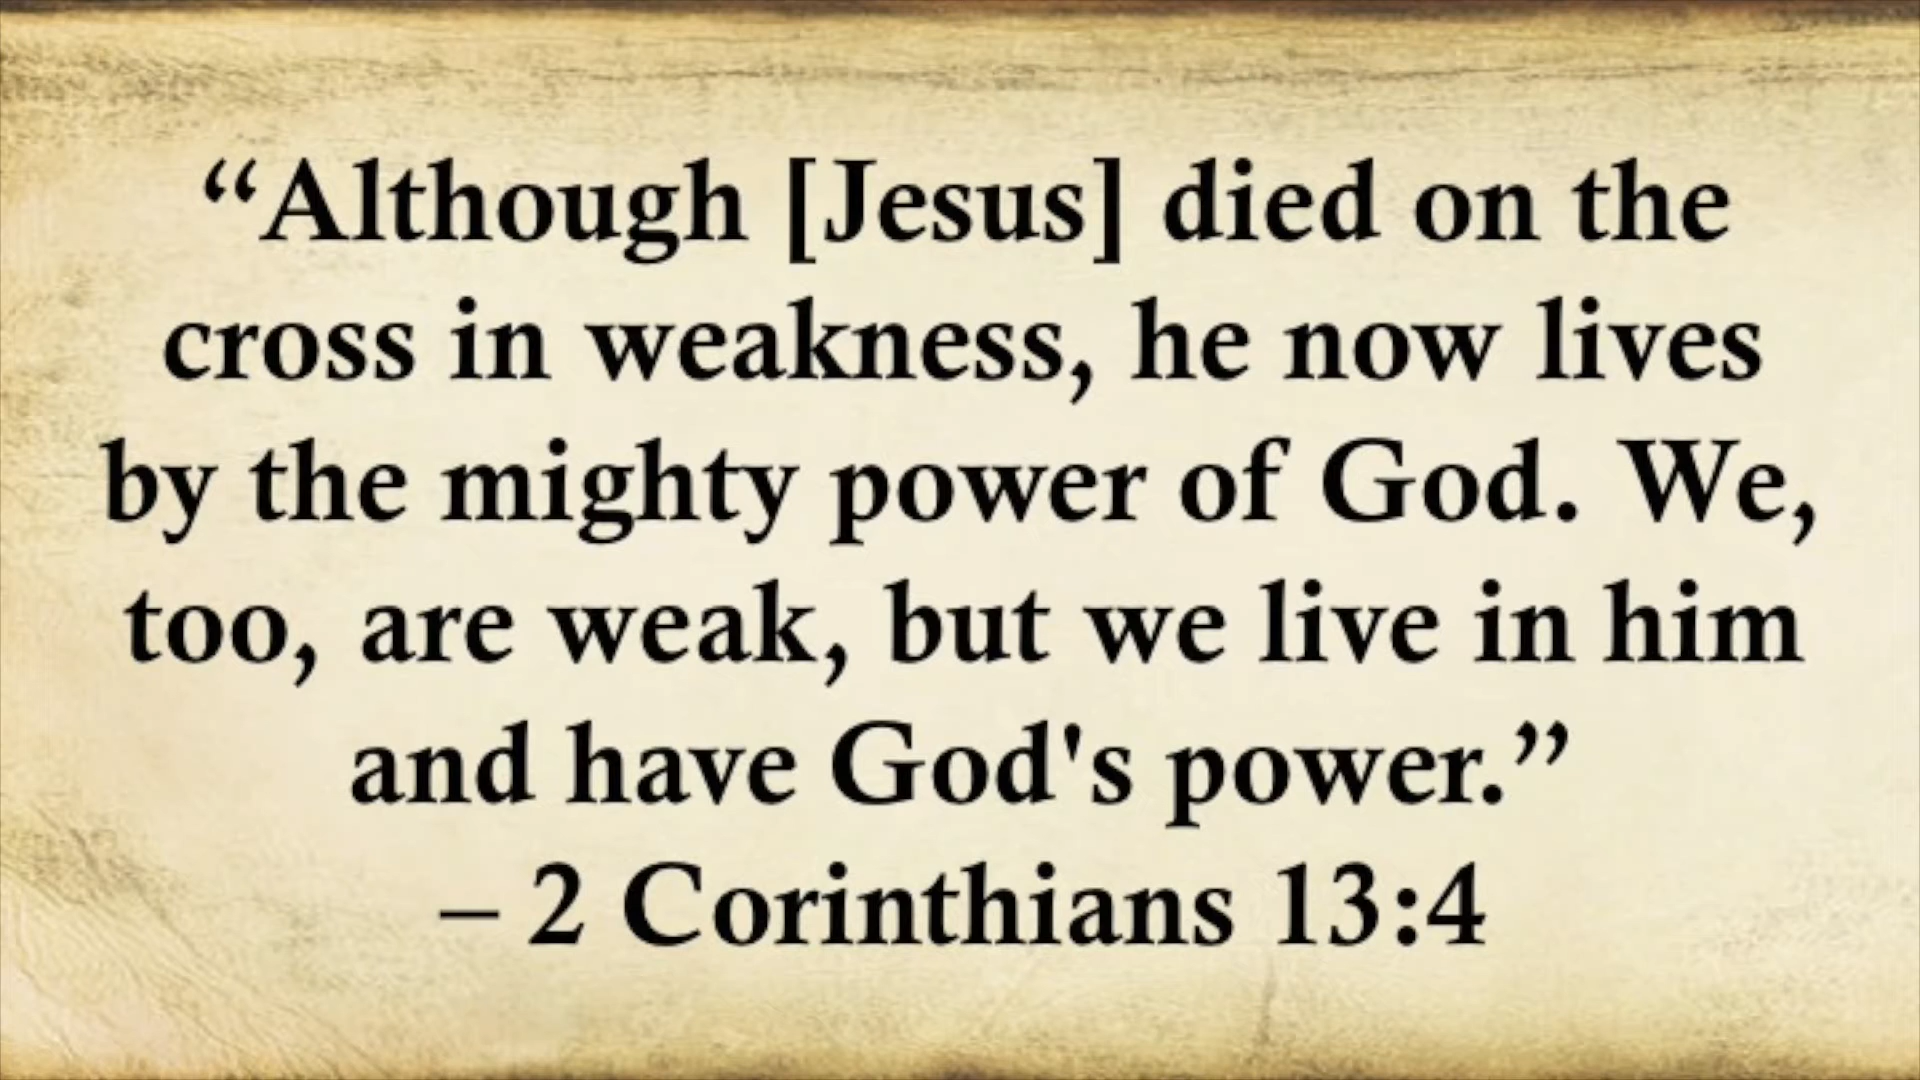 “Although [Jesus] died on the
cross in weakness, he now lives
by the mighty power of God. We,
too, are weak, but we live in him
and have God's power.”
– 2 Corinthians 13:4